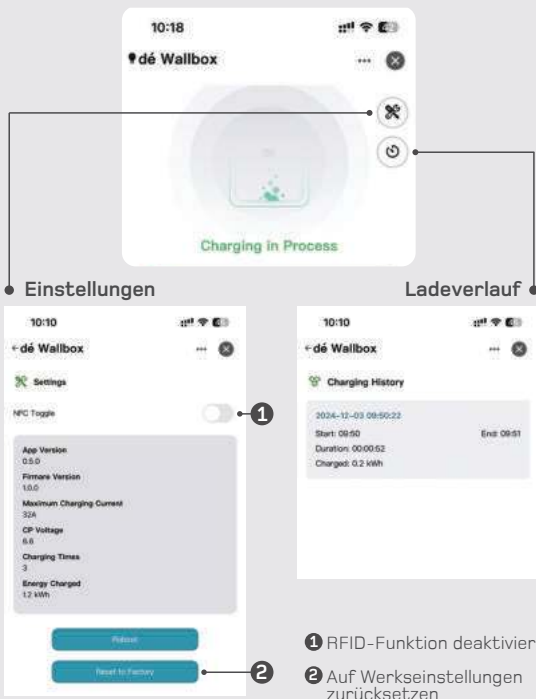 10:18
dé Wallbox
Charging in Process
Einstellungen
Ladeverlauf
10:10
dé Wallbox
Settings
NFC Toggle
1
App Version
0.5.0
Firmare Version
1.0.0
Maximum Charging Current
32A
CP Voltage
6.6
Charging Times
3
Energy Charged
1.2 kWh
Reboot
Reset to Factory
2
10:10
dé Wallbox
Charging History
2024-12-03 09:50:22
Start: 09:50
End: 09:51
Duration: 00:00:52
Charged: 0.2 kWh
1 RFID-Funktion deaktivier
2 Auf Werkseinstellungen
zurücksetzen